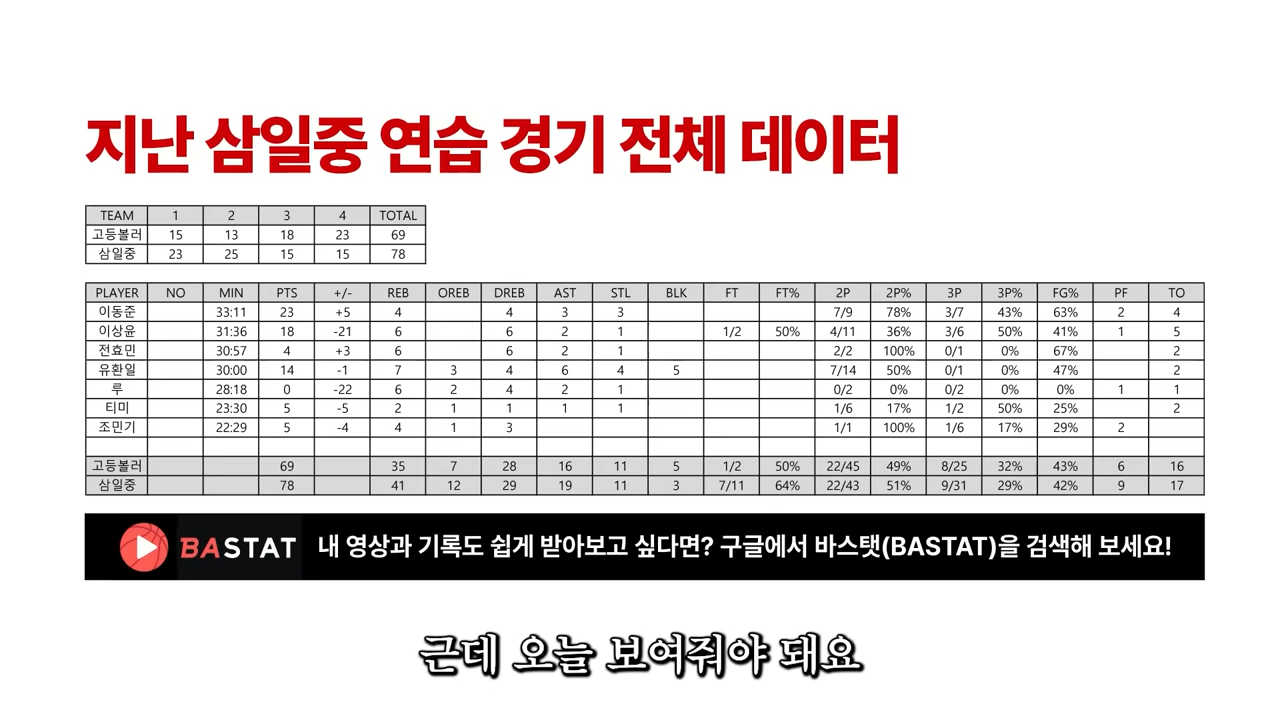 지난 삼일중 연습 경기 전체 데이터
TEAM 1 2 3 4 TOTAL
고등볼러 15 13 18 23 69
삼일중 23 25 15 15 78
PLAYER NO MIN PTS +/- REB OREB DREB AST STL BLK FT FT% 2P 2P% 3P 3P% FG% PF TO
이동준 33:11 23 +5 4 4 3 3 7/9 78% 3/7 43% 63% 2 4
이상윤 31:36 18 -21 6 6 2 1 1/2 50% 4/11 36% 3/6 50% 41% 1 5
전효민 30:57 4 +3 6 6 2 1 2/2 100% 0/1 0% 67% 2
유환일 30:00 14 -1 7 3 4 6 4 5 7/14 50% 0/1 0% 47% 2
루 28:18 0 -22 6 2 4 2 1 0/2 0% 0/2 0% 0% 1 1
티미 23:30 5 -5 2 1 1 1 1 1/6 17% 1/2 50% 25% 2
조민기 22:29 5 -4 4 1 3 1/1 100% 1/6 17% 29% 2
고등볼러 69 35 7 28 16 11 5 1/2 50% 22/45 49% 8/25 32% 43% 6 16
삼일중 78 41 12 29 19 11 3 7/11 64% 22/43 51% 9/31 29% 42% 9 17
BASTAT 내 영상과 기록도 쉽게 받아보고 싶다면? 구글에서 바스탯(BASTAT)을 검색해 보세요!
근데 오늘 보여줘야 돼요